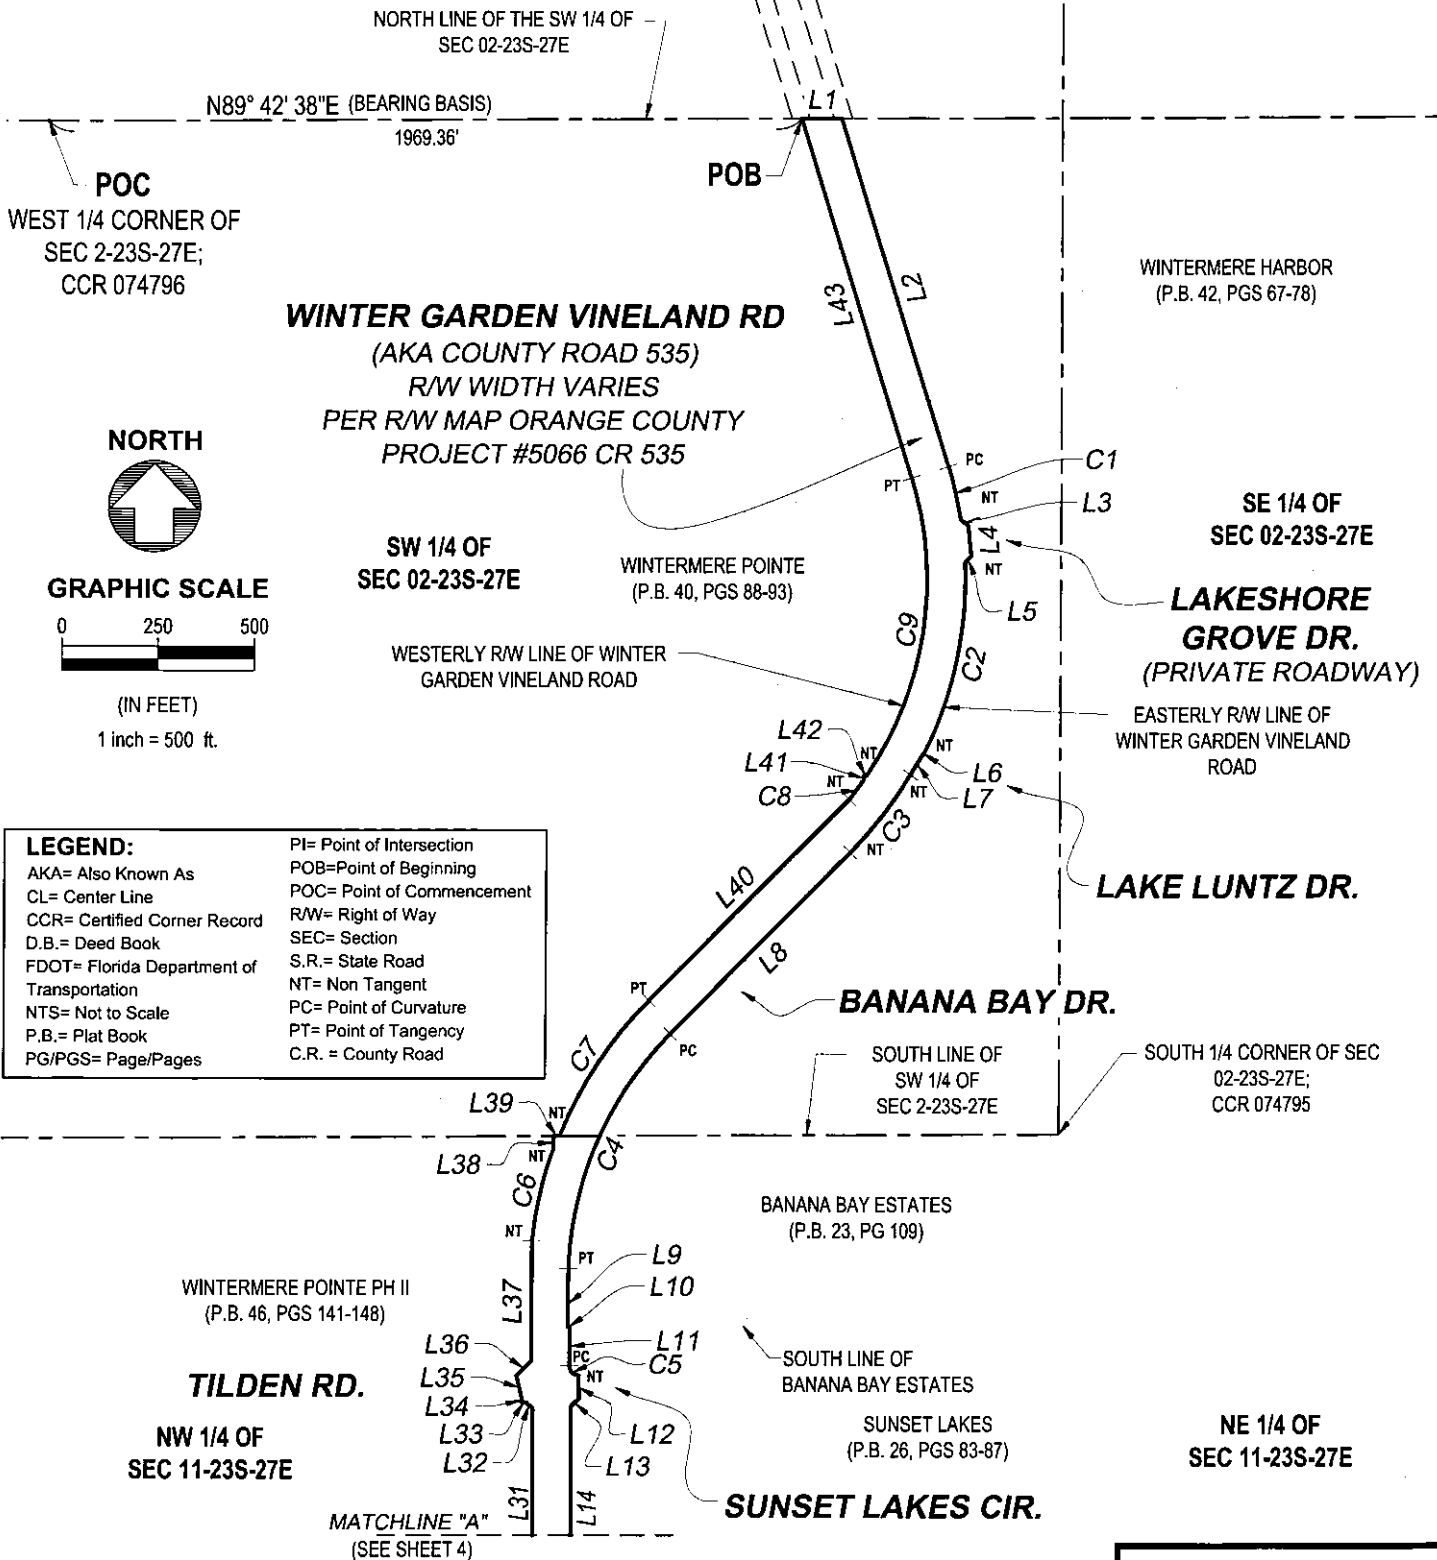 NORTH LINE OF THE SW 1/4 OF
SEC 02-23S-27E
N89° 42' 38"E (BEARING BASIS)
1969.36'
L1
POB
POC
WEST 1/4 CORNER OF
SEC 2-23S-27E;
CCR 074796
WINTERMERE HARBOR
(P.B. 42, PGS 67-78)
L43
L2
WINTER GARDEN VINELAND RD
(AKA COUNTY ROAD 535)
R/W WIDTH VARIES
PER R/W MAP ORANGE COUNTY
PROJECT #5066 CR 535
NORTH
GRAPHIC SCALE
0 250 500
(IN FEET)
1 inch = 500 ft.
PC
PT
C1
NT
L3
L4
NT
L5
SE 1/4 OF
SEC 02-23S-27E
SW 1/4 OF
SEC 02-23S-27E
WINTERMERE POINTE
(P.B. 40, PGS 88-93)
LAKESHORE
GROVE DR.
(PRIVATE ROADWAY)
C9
C2
WESTERLY R/W LINE OF WINTER
GARDEN VINELAND ROAD
EASTERLY R/W LINE OF
WINTER GARDEN VINELAND
ROAD
L42
NT
L41
NT
C8
NT
L6
NT
L7
C3
NT
LAKE LUNTZ DR.
LEGEND:
AKA= Also Known As
CL= Center Line
CCR= Certified Corner Record
D.B.= Deed Book
FDOT= Florida Department of
Transportation
NTS= Not to Scale
P.B.= Plat Book
PG/PGS= Page/Pages
PI= Point of Intersection
POB=Point of Beginning
POC= Point of Commencement
R/W= Right of Way
SEC= Section
S.R.= State Road
NT= Non Tangent
PC= Point of Curvature
PT= Point of Tangency
C.R. = County Road
L40
L8
PT
PC
BANANA BAY DR.
C7
SOUTH LINE OF
SW 1/4 OF
SEC 2-23S-27E
SOUTH 1/4 CORNER OF SEC
02-23S-27E;
CCR 074795
L39
NT
L38
NT
C4
C6
NT
PT
BANANA BAY ESTATES
(P.B. 23, PG 109)
L9
L10
WINTERMERE POINTE PH II
(P.B. 46, PGS 141-148)
L37
L36
L35
L34
L33
L32
L11
PC
C5
NT
L12
L13
SOUTH LINE OF
BANANA BAY ESTATES
TILDEN RD.
NW 1/4 OF
SEC 11-23S-27E
SUNSET LAKES
(P.B. 26, PGS 83-87)
NE 1/4 OF
SEC 11-23S-27E
L31
L14
SUNSET LAKES CIR.
MATCHLINE "A"
(SEE SHEET 4)